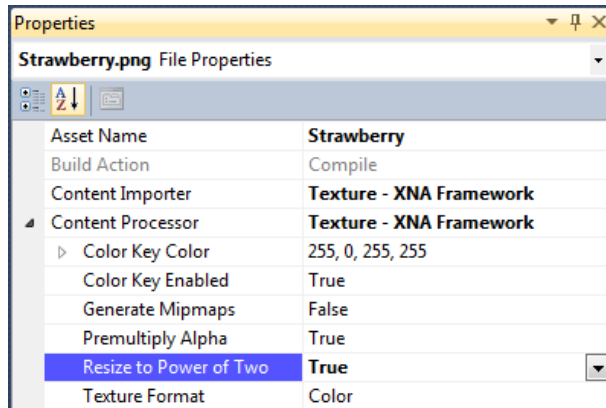 Properties
Strawberry.png File Properties
A Z
Asset Name Strawberry
Build Action Compile
Content Importer Texture - XNA Framework
Content Processor Texture - XNA Framework
Color Key Color 255, 0, 255, 255
Color Key Enabled True
Generate Mipmaps False
Premultiply Alpha True
Resize to Power of Two True
Texture Format Color